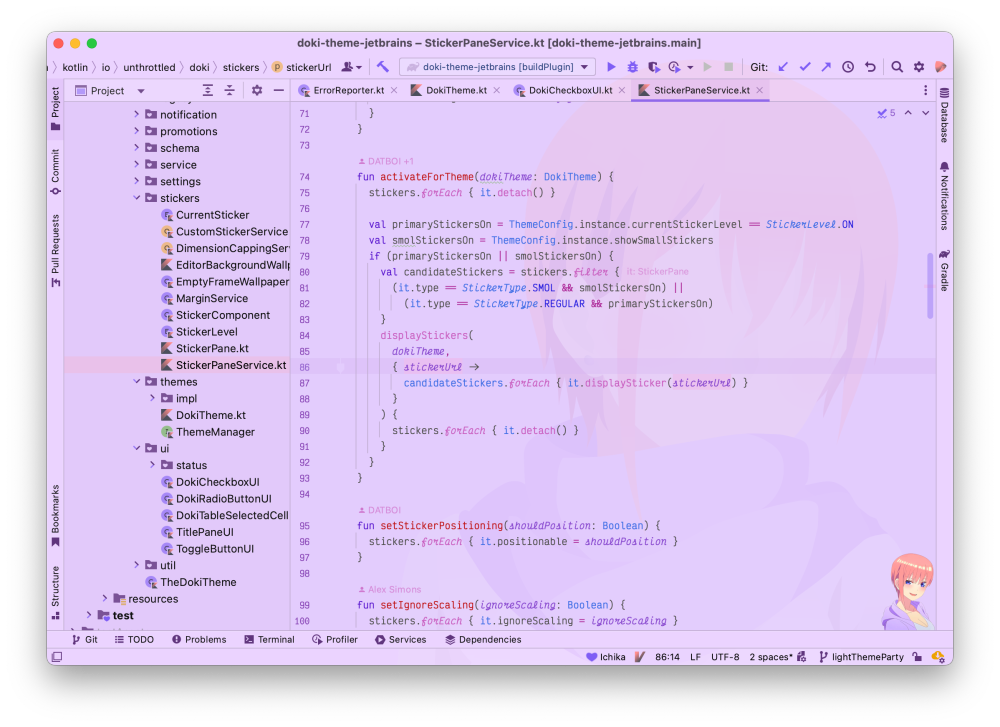 doki-theme-jetbrains – StickerPaneService.kt [doki-theme-jetbrains.main]
kotlin io unthrottled doki stickers stickerUrl doki-theme-jetbrains [buildPlugin] Git:
Project
ErrorReporter.kt DokiTheme.kt DokiCheckboxUI.kt StickerPaneService.kt
Project
Commit
Pull Requests
Bookmarks
Structure
notification
promotions
schema
service
settings
stickers
CurrentSticker
CustomStickerService
DimensionCappingSer
EditorBackgroundWallp
EmptyFrameWallpaper
MarginService
StickerComponent
StickerLevel
StickerPane.kt
StickerPaneService.kt
themes
impl
DokiTheme.kt
ThemeManager
ui
status
DokiCheckboxUI
DokiRadioButtonUI
DokiTableSelectedCell
TitlePaneUI
ToggleButtonUI
util
TheDokiTheme
resources
test
5
71 }
72 }
73
DATBOI +1
74 fun activateForTheme(dokiTheme: DokiTheme) {
75 stickers.forEach { it.detach() }
76
77 val primaryStickersOn = ThemeConfig.instance.currentStickerLevel == StickerLevel.ON
78 val smolStickersOn = ThemeConfig.instance.showSmallStickers
79 if (primaryStickersOn || smolStickersOn) {
80 val candidateStickers = stickers.filter { it: StickerPane
81 (it.type == StickerType.SMOL && smolStickersOn) ||
82 (it.type == StickerType.REGULAR && primaryStickersOn)
83 }
84 displayStickers(
85 dokiTheme,
86 { stickerUrl ->
87 candidateStickers.forEach { it.displaySticker(stickerUrl) }
88 }
89 ) {
90 stickers.forEach { it.detach() }
91 }
92 }
93 }
94
DATBOI
95 fun setStickerPositioning(shouldPosition: Boolean) {
96 stickers.forEach { it.positionable = shouldPosition }
97 }
98
Alex Simons
99 fun setIgnoreScaling(ignoreScaling: Boolean) {
100 stickers.forEach { it.ignoreScaling = ignoreScaling }
Database
Notifications
Gradle
Git TODO Problems Terminal Profiler Services Dependencies
Ichika 86:14 LF UTF-8 2 spaces* lightThemeParty